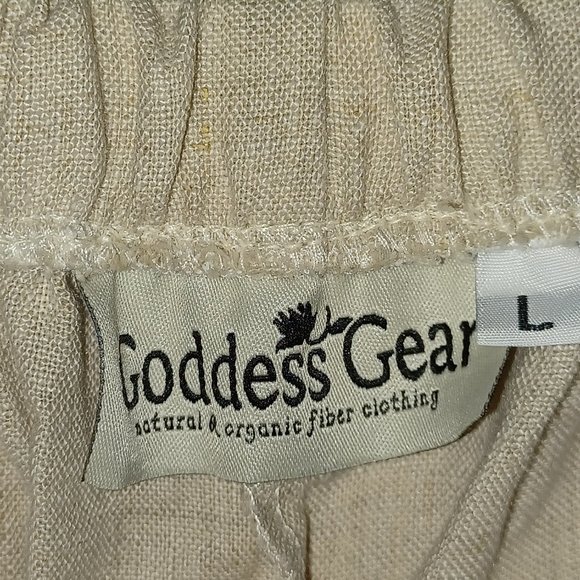 Goddess Gear
L
natural & organic fiber clothing